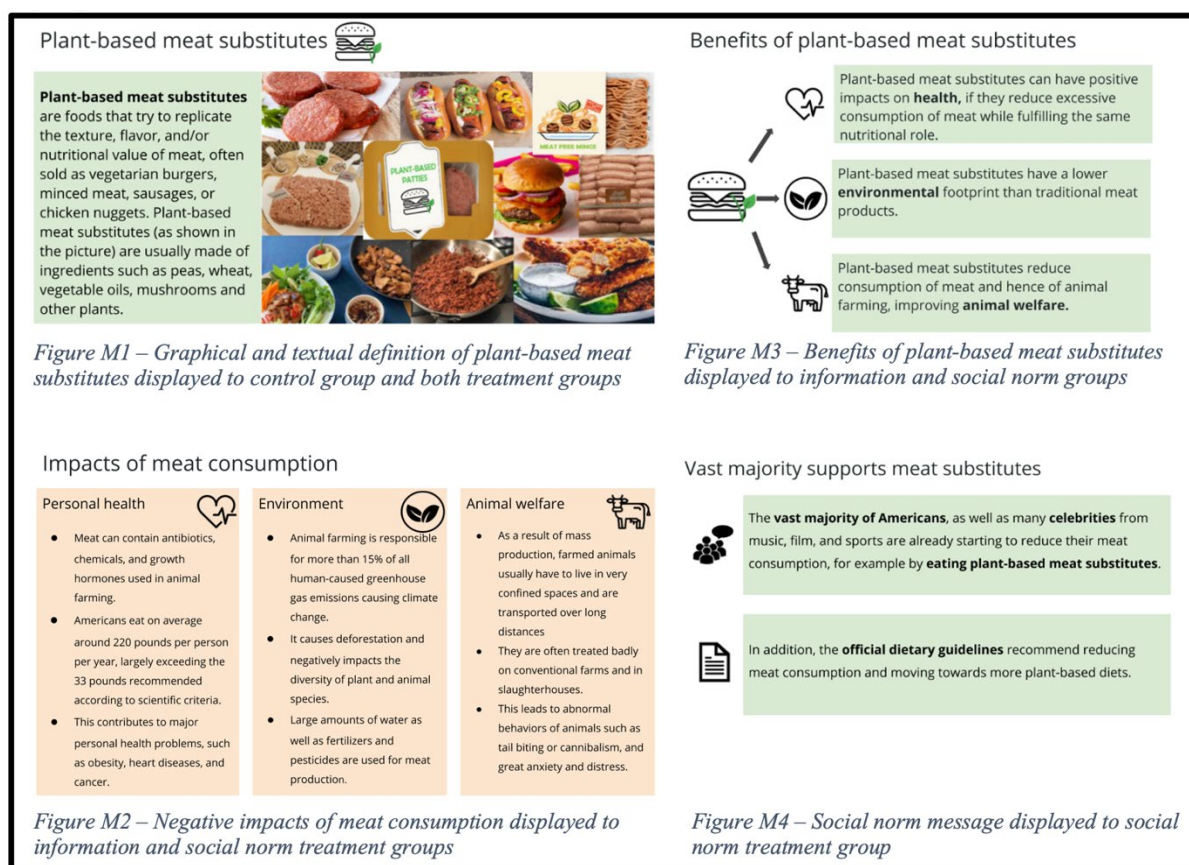 Plant-based meat substitutes
Plant-based meat substitutes
are foods that try to replicate
the texture, flavor, and/or
nutritional value of meat, often
sold as vegetarian burgers,
minced meat, sausages, or
chicken nuggets. Plant-based
meat substitutes (as shown
in the picture) are usually made of
ingredients such as peas, wheat,
vegetable oils, mushrooms and
other plants.
MEAT FREE MINCE
PLANT-BASED
PATTIES
Figure M1 – Graphical and textual definition of plant-based meat
substitutes displayed to control group and both treatment groups
Benefits of plant-based meat substitutes
Plant-based meat substitutes can have positive
impacts on health, if they reduce excessive
consumption of meat while fulfilling the same
nutritional role.
Plant-based meat substitutes have a lower
environmental footprint than traditional meat
products.
Plant-based meat substitutes reduce
consumption of meat and hence of animal
farming, improving animal welfare.
Figure M3 – Benefits of plant-based meat substitutes
displayed to information and social norm groups
Impacts of meat consumption
Personal health
● Meat can contain antibiotics,
chemicals, and growth
hormones used in animal
farming.
● Americans eat on average
around 220 pounds per person
per year, largely exceeding the
33 pounds recommended
according to scientific criteria.
● This contributes to major
personal health problems, such
as obesity, heart diseases, and
cancer.
Environment
● Animal farming is responsible
for more than 15% of all
human-caused greenhouse
gas emissions causing climate
change.
● It causes deforestation and
negatively impacts the
diversity of plant and animal
species.
● Large amounts of water as
well as fertilizers and
pesticides are used for meat
production.
Animal welfare
● As a result of mass
production, farmed animals
usually have to live in very
confined spaces and are
transported over long
distances
● They are often treated badly
on conventional farms and in
slaughterhouses.
● This leads to abnormal
behaviors of animals such as
tail biting or cannibalism, and
great anxiety and distress.
Figure M2 – Negative impacts of meat consumption displayed to
information and social norm treatment groups
Vast majority supports meat substitutes
The vast majority of Americans, as well as many celebrities from
music, film, and sports are already starting to reduce their meat
consumption, for example by eating plant-based meat substitutes.
In addition, the official dietary guidelines recommend reducing
meat consumption and moving towards more plant-based diets.
Figure M4 – Social norm message displayed to social
norm treatment group